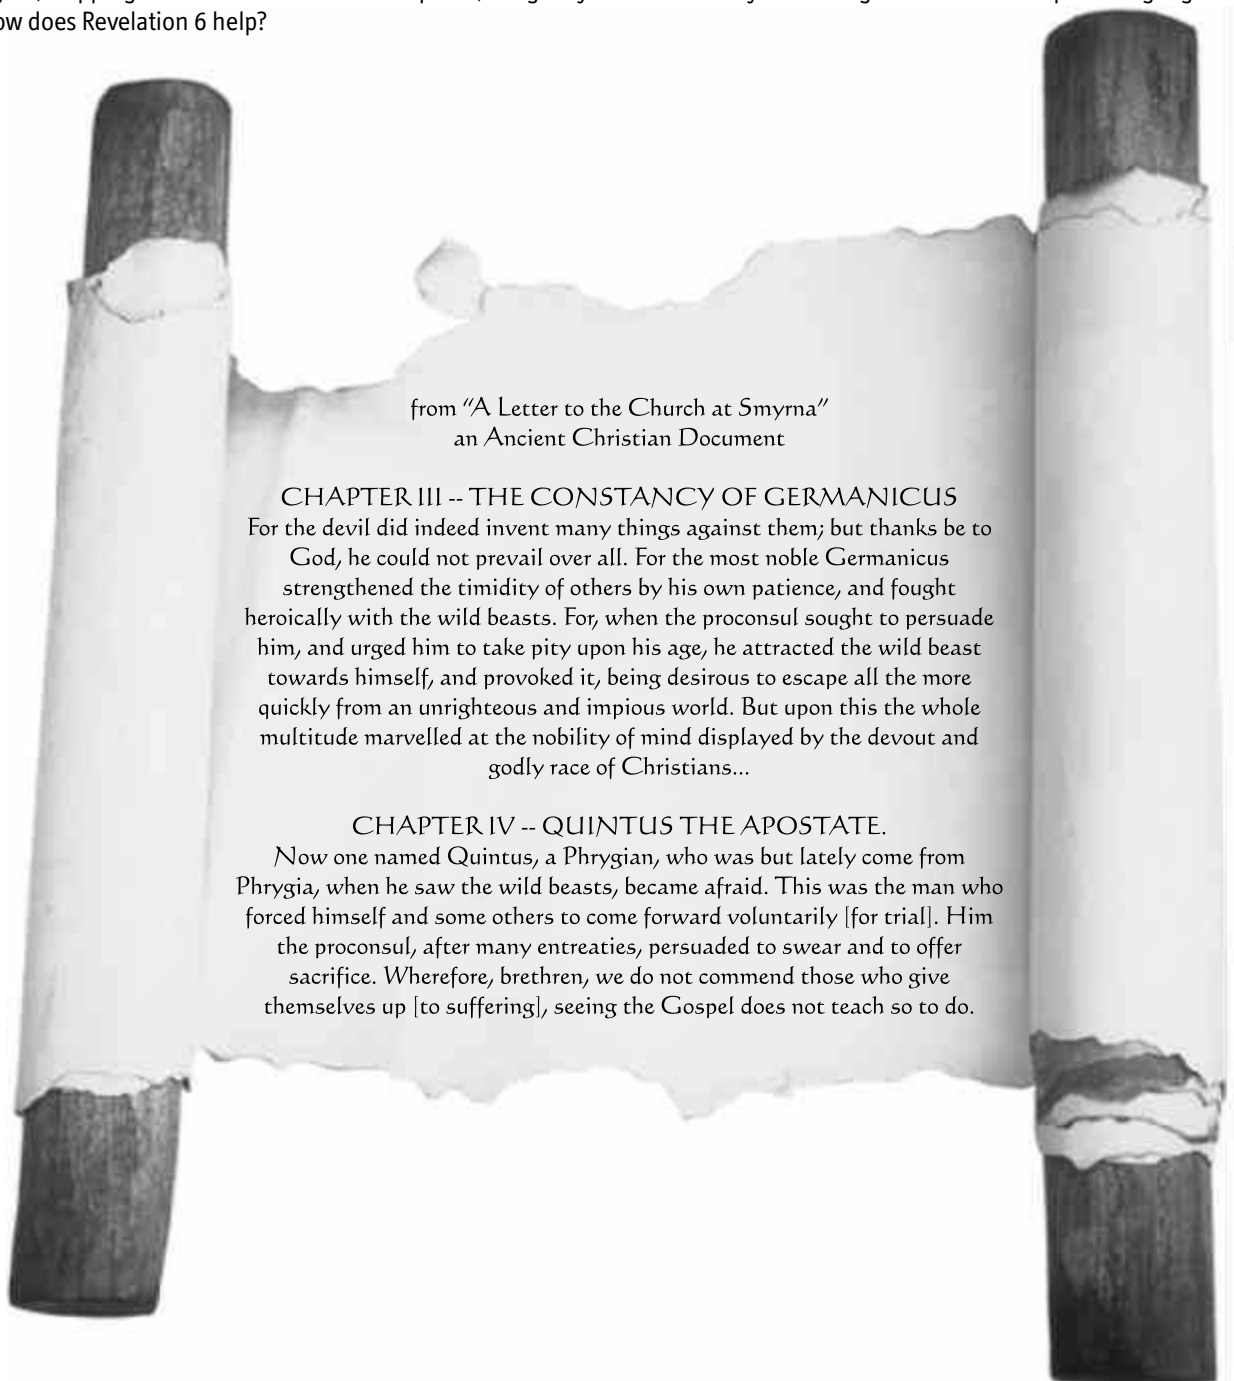 ow does Revelation 6 help?
from "A Letter to the Church at Smyrna"
an Ancient Christian Document
CHAPTER III -- THE CONSTANCY OF GERMANICUS
For the devil did indeed invent many things against them; but thanks be to
God, he could not prevail over all. For the most noble Germanicus
strengthened the timidity of others by his own patience, and fought
heroically with the wild beasts. For, when the proconsul sought to persuade
him, and urged him to take pity upon his age, he attracted the wild beast
towards himself, and provoked it, being desirous to escape all the more
quickly from an unrighteous and impious world. But upon this the whole
multitude marvelled at the nobility of mind displayed by the devout and
godly race of Christians...
CHAPTER IV -- QUINTUS THE APOSTATE.
Now one named Quintus, a Phrygian, who was but lately come from
Phrygia, when he saw the wild beasts, became afraid. This was the man who
forced himself and some others to come forward voluntarily [for trial]. Him
the proconsul, after many entreaties, persuaded to swear and to offer
sacrifice. Wherefore, brethren, we do not commend those who give
themselves up [to suffering], seeing the Gospel does not teach so to do.